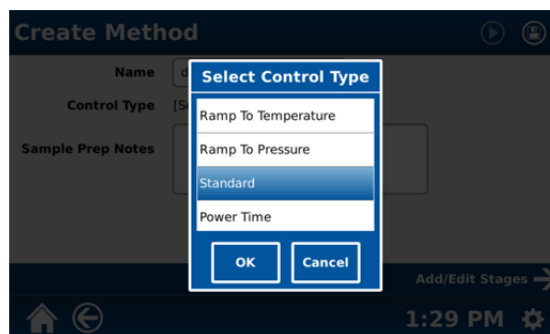 Create Method
Name d
Select Control Type
Control Type [S
Ramp To Temperature
Ramp To Pressure
Sample Prep Notes
Standard
Power Time
OK Cancel
Add/Edit Stages
1:29 PM